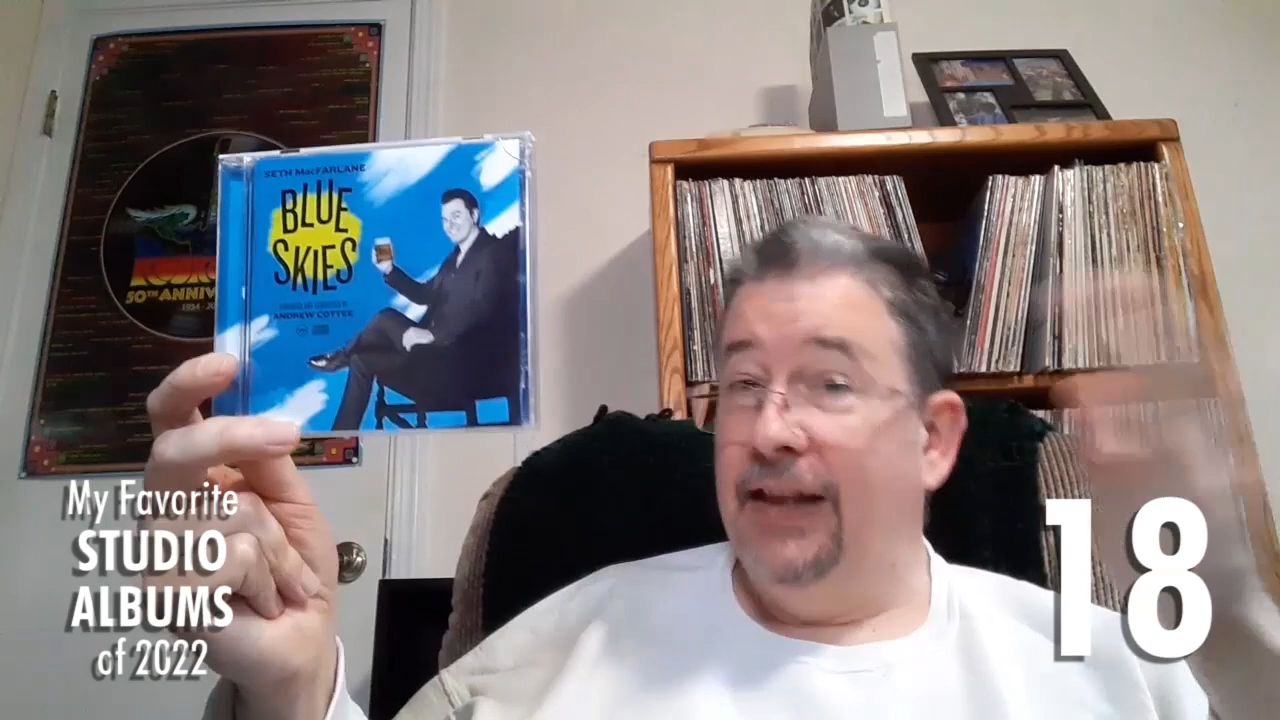 SETH MacFARLANE
BLUE
SKIES
ANDREW COTTEE
50TH ANNIV
My Favorite
STUDIO
ALBUMS
of 2022
18